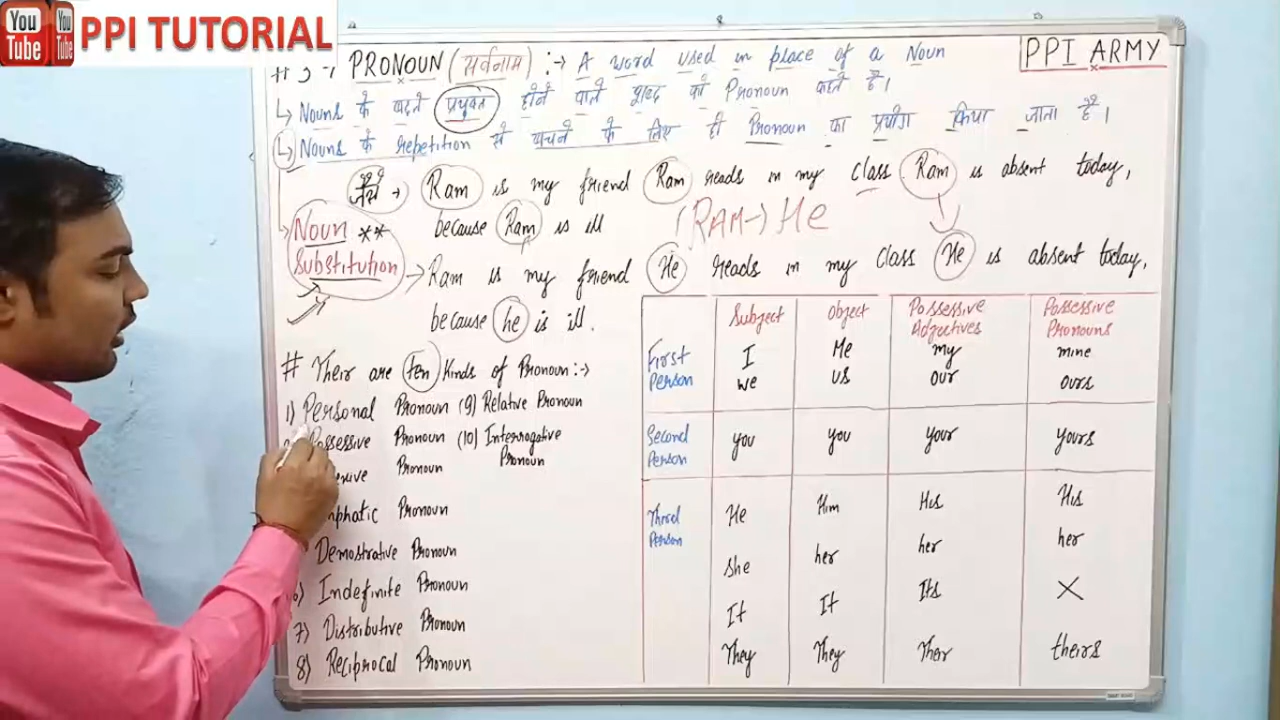 You Tube You Tube PPI TUTORIAL
PRONOUN (सर्वनाम) :→ A word used in place of a Noun
PPI ARMY
↳ Nouns के बदले प्रयुक्त होने वाले शब्द को Pronoun कहते है।
↳ Nouns के repetition से बचने के लिए ही Pronoun का प्रयोग किया जाता है।
जैसे → Ram is my friend Ram reads in my class. Ram is absent today,
because Ram is ill
(RAM→) He
Noun **
Substitution
→ Ram is my friend He reads in my class He is absent today,
because he is ill.
# Their are ten kinds of Pronoun :→
1) Personal Pronoun (9) Relative Pronoun
Possessive Pronoun (10) Interrogative Pronoun
Pronoun
Pronoun
Demostrative Pronoun
Indefinite Pronoun
7) Distributive Pronoun
8) Reciprocal Pronoun
Subject object Possessive Adjectives Possessive Pronouns
First Person I Me my mine
we us our ours
Second Person you you your yours
Third Person He Him His His
she her her her
It It Its X
They They Their theirs